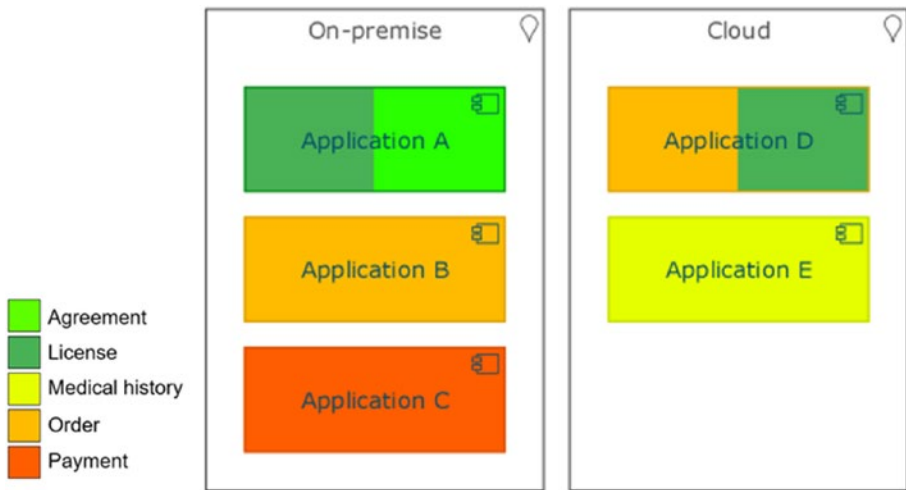 On-premise
Cloud
Application A
Application D
Application B
Application E
Application C
Agreement
License
Medical history
Order
Payment